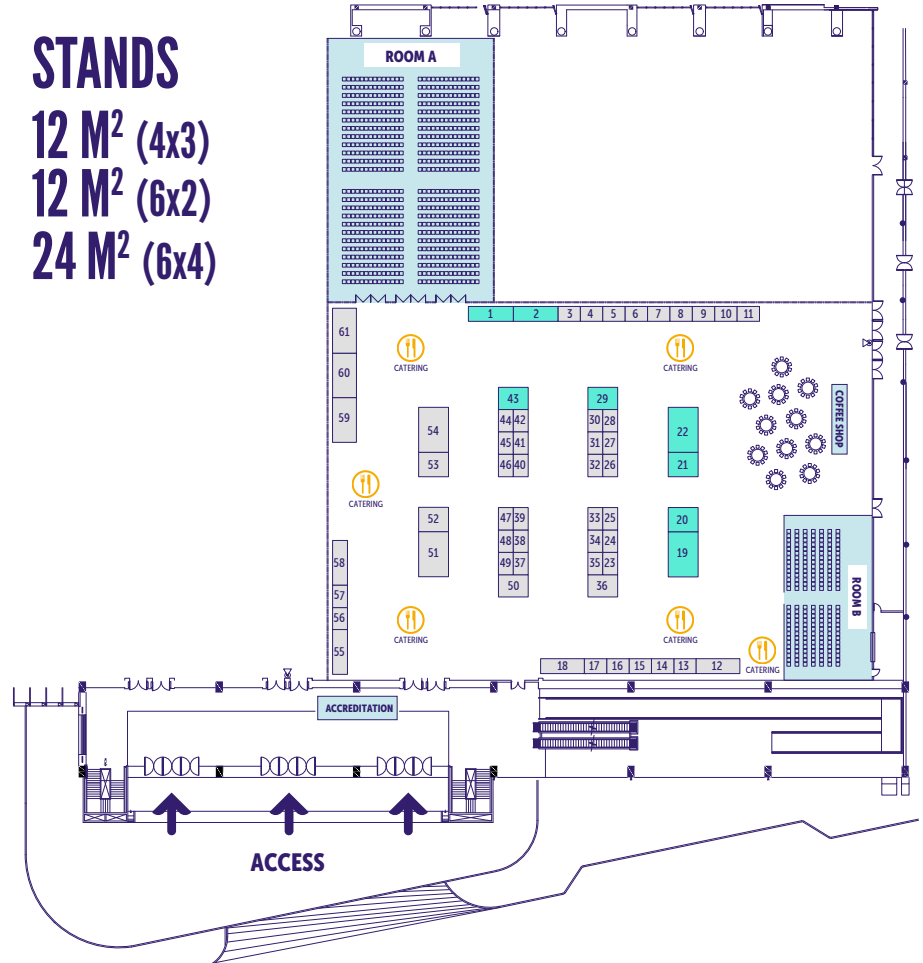 STANDS
12 M² (4x3)
12 M² (6x2)
24 M² (6x4)
ROOM A
1 2 3 4 5 6 7 8 9 10 11
61
60
59
CATERING
CATERING
COFFEE SHOP
43
44 42
45 41
46 40
29
30 28
31 27
32 26
54
53
22
21
CATERING
52
51
47 39
48 38
49 37
50
33 25
34 24
35 23
36
20
19
ROOM B
58
57
56
55
CATERING
CATERING
CATERING
18 17 16 15 14 13 12
ACCREDITATION
ACCESS